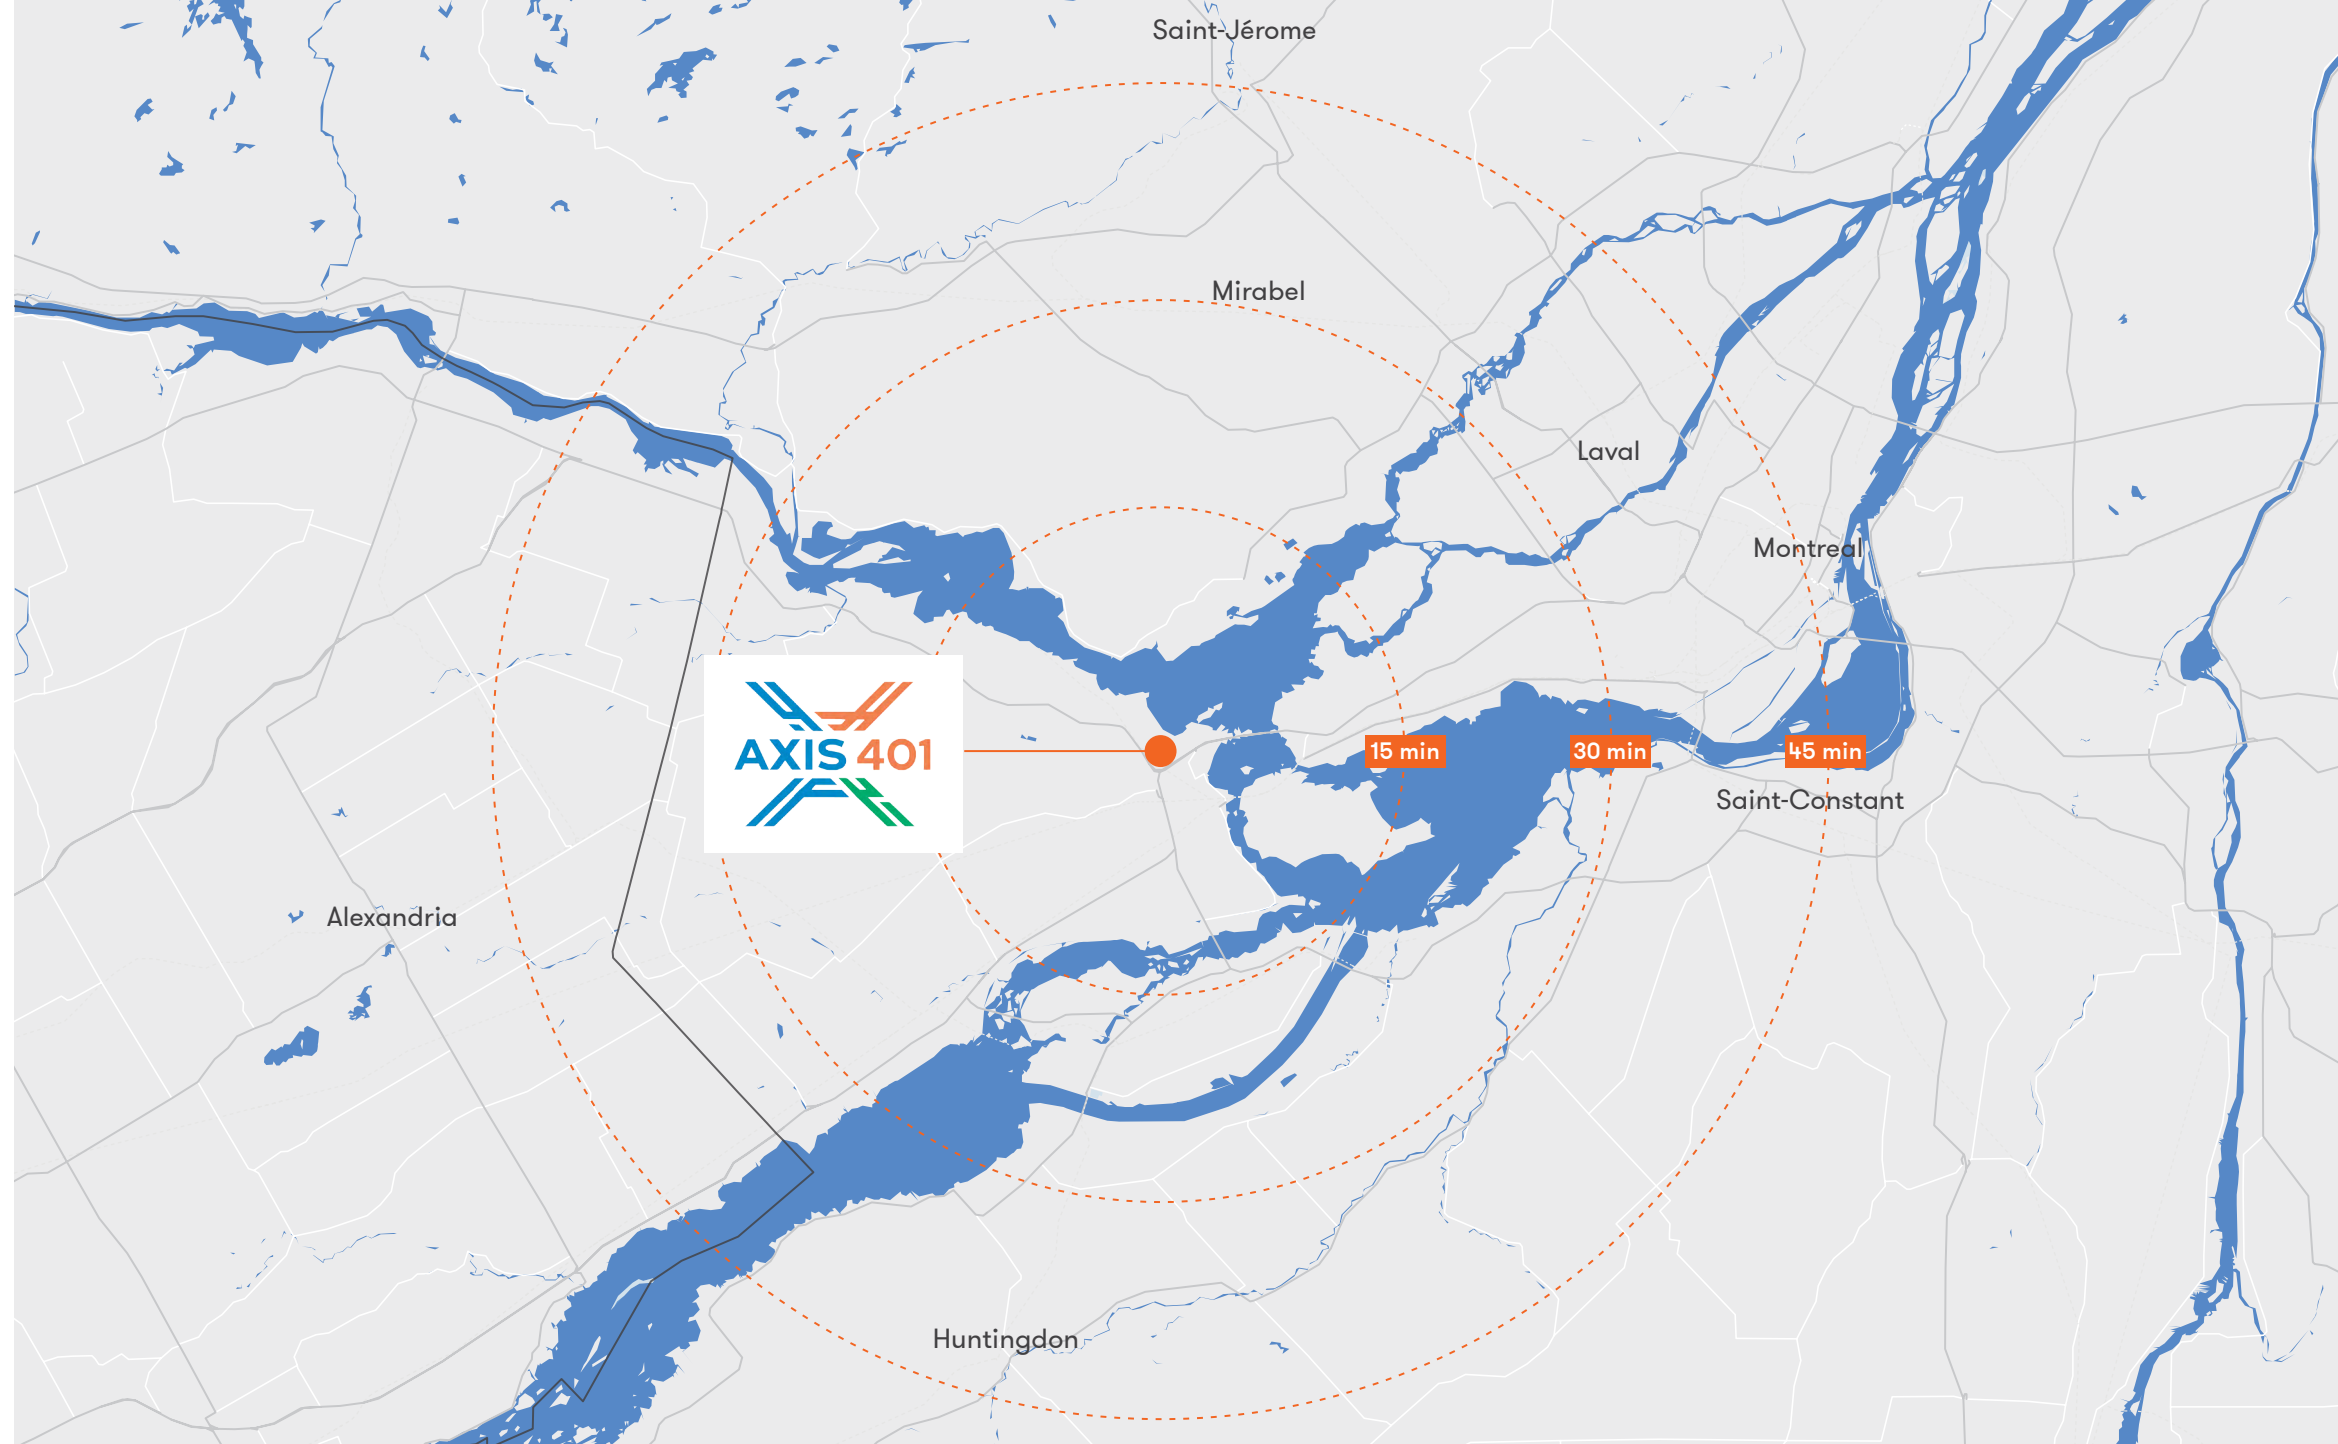 Saint-Jérome
Mirabel
Laval
Montreal
AXIS 401
15 min
30 min
45 min
Saint-Constant
Alexandria
Huntingdon